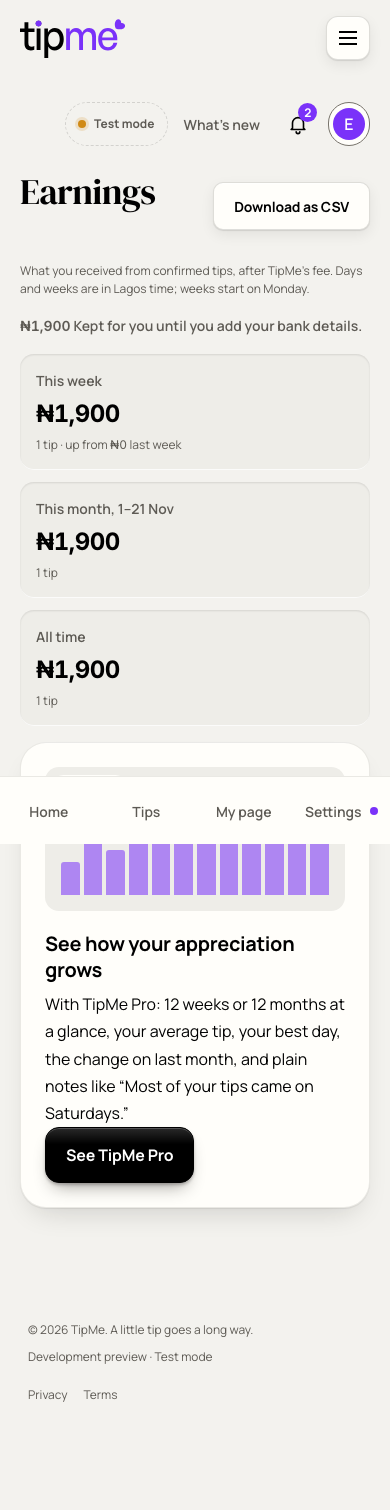 tipme
Test mode
What's new
2
E
Earnings
Download as CSV
What you received from confirmed tips, after TipMe's fee. Days
and weeks are in Lagos time; weeks start on Monday.
₦1,900 Kept for you until you add your bank details.
This week
₦1,900
1 tip · up from ₦0 last week
This month, 1–21 Nov
₦1,900
1 tip
All time
₦1,900
1 tip
Home
Tips
My page
Settings
See how your appreciation
grows
With TipMe Pro: 12 weeks or 12 months at
a glance, your average tip, your best day,
the change on last month, and plain
notes like “Most of your tips came on
Saturdays.”
See TipMe Pro
© 2026 TipMe. A little tip goes a long way.
Development preview · Test mode
Privacy
Terms